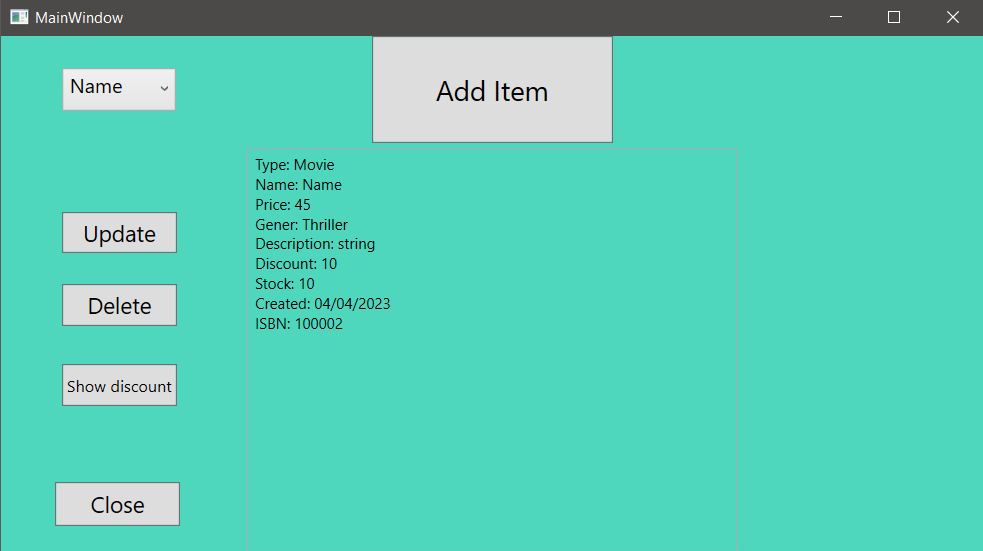 MainWindow
Name
Add Item
Type: Movie
Name: Name
Price: 45
Gener: Thriller
Description: string
Discount: 10
Stock: 10
Created: 04/04/2023
ISBN: 100002
Update
Delete
Show discount
Close